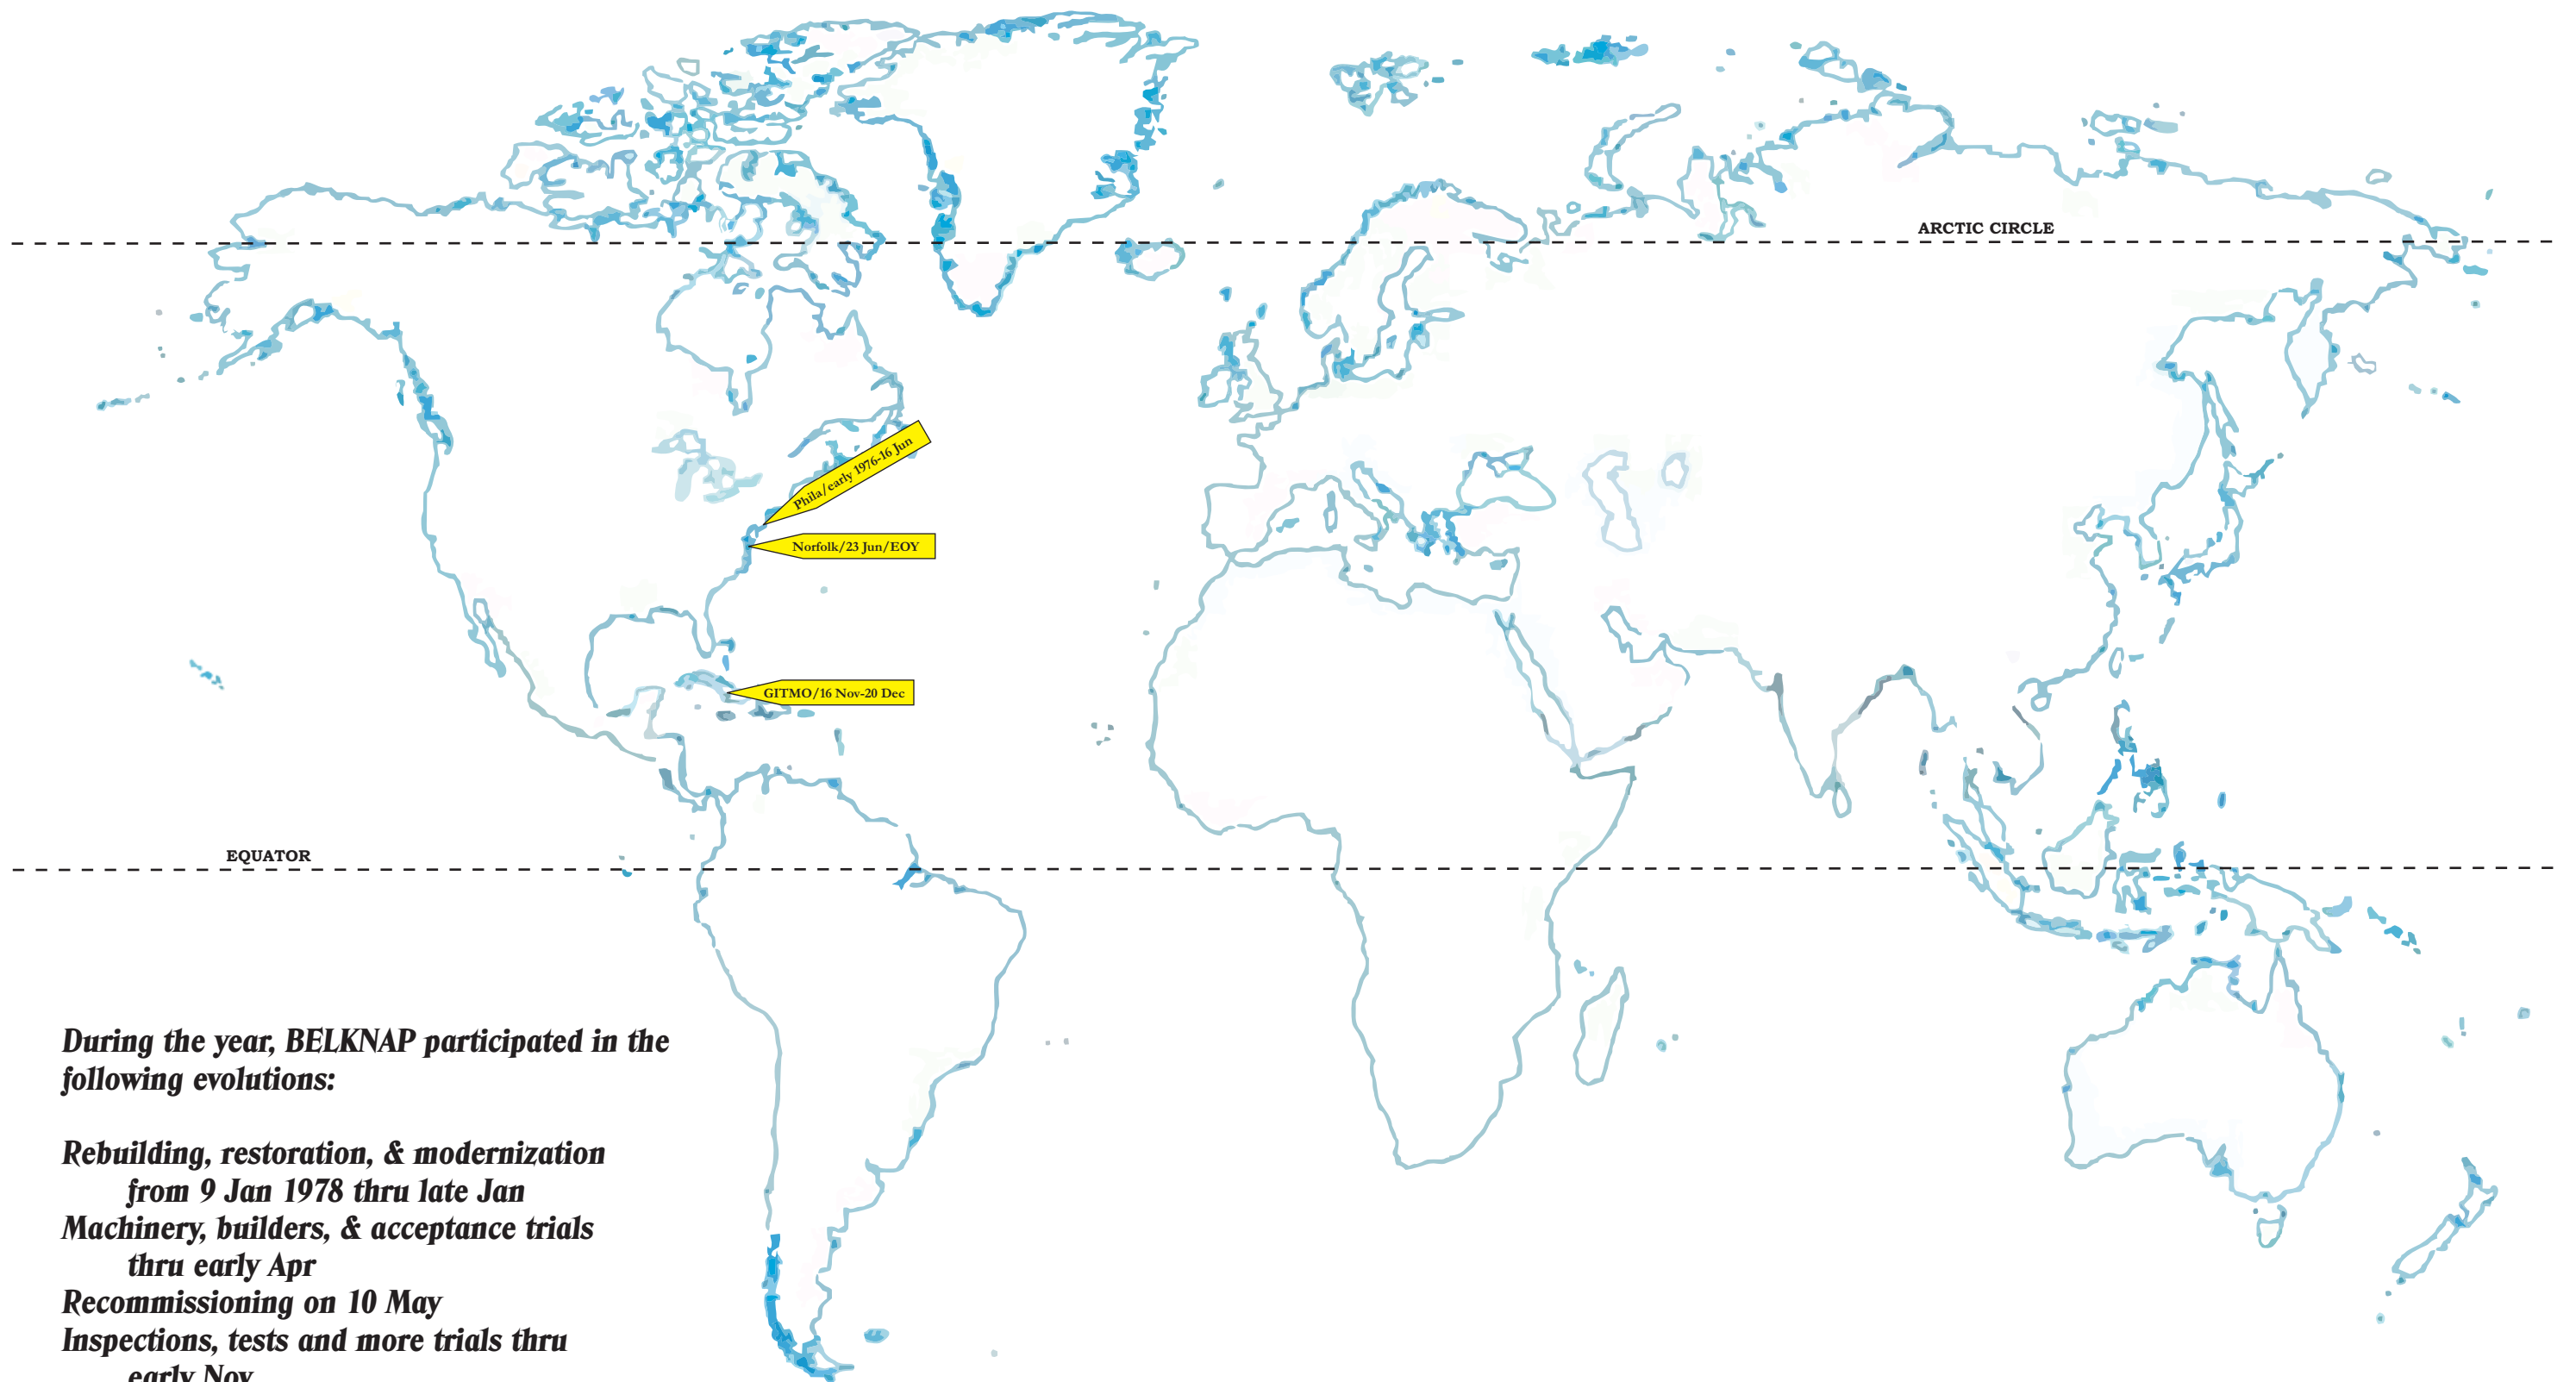 ARCTIC CIRCLE
Phila/early 1976-16 Jun
Norfolk/23 Jun/EOY
GITMO/16 Nov-20 Dec
EQUATOR
During the year, BELKNAP participated in the
following evolutions:
Rebuilding, restoration, & modernization
from 9 Jan 1978 thru late Jan
Machinery, builders, & acceptance trials
thru early Apr
Recommissioning on 10 May
Inspections, tests and more trials thru
early Nov